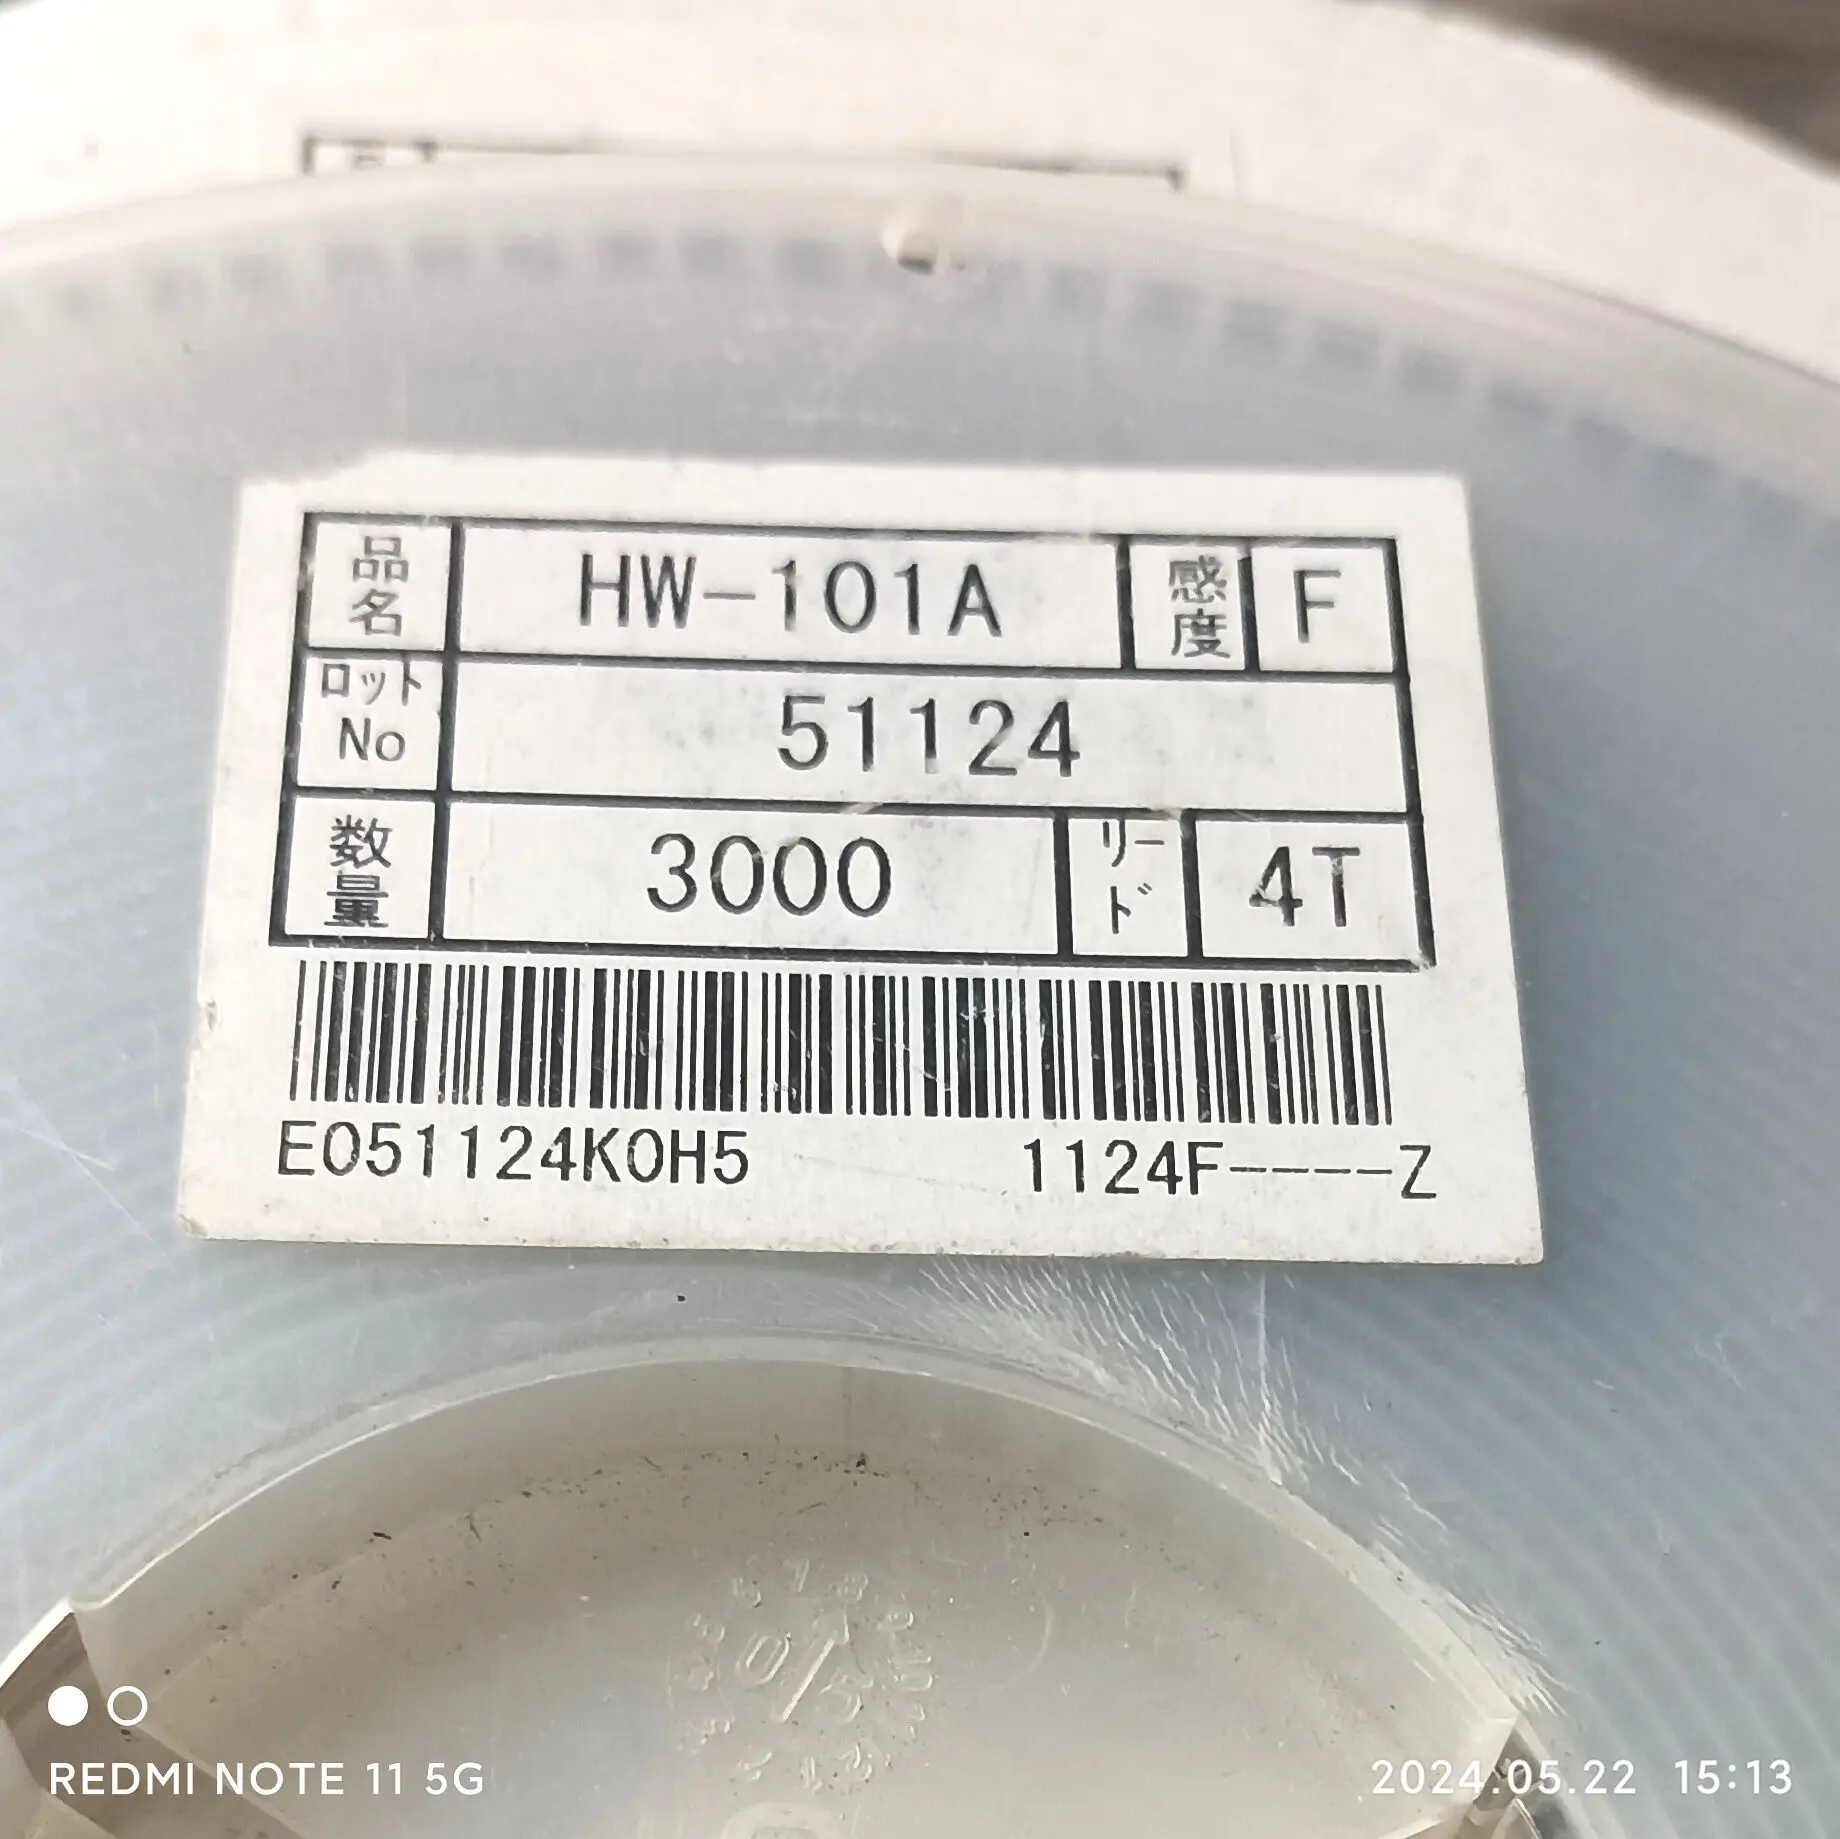 品名 HW-101A 感度 F
ロット No 51124
数量 3000 リード 4T
E051124K0H5 1124F----Z
REDMI NOTE 11 5G
2024.05.22 15:13